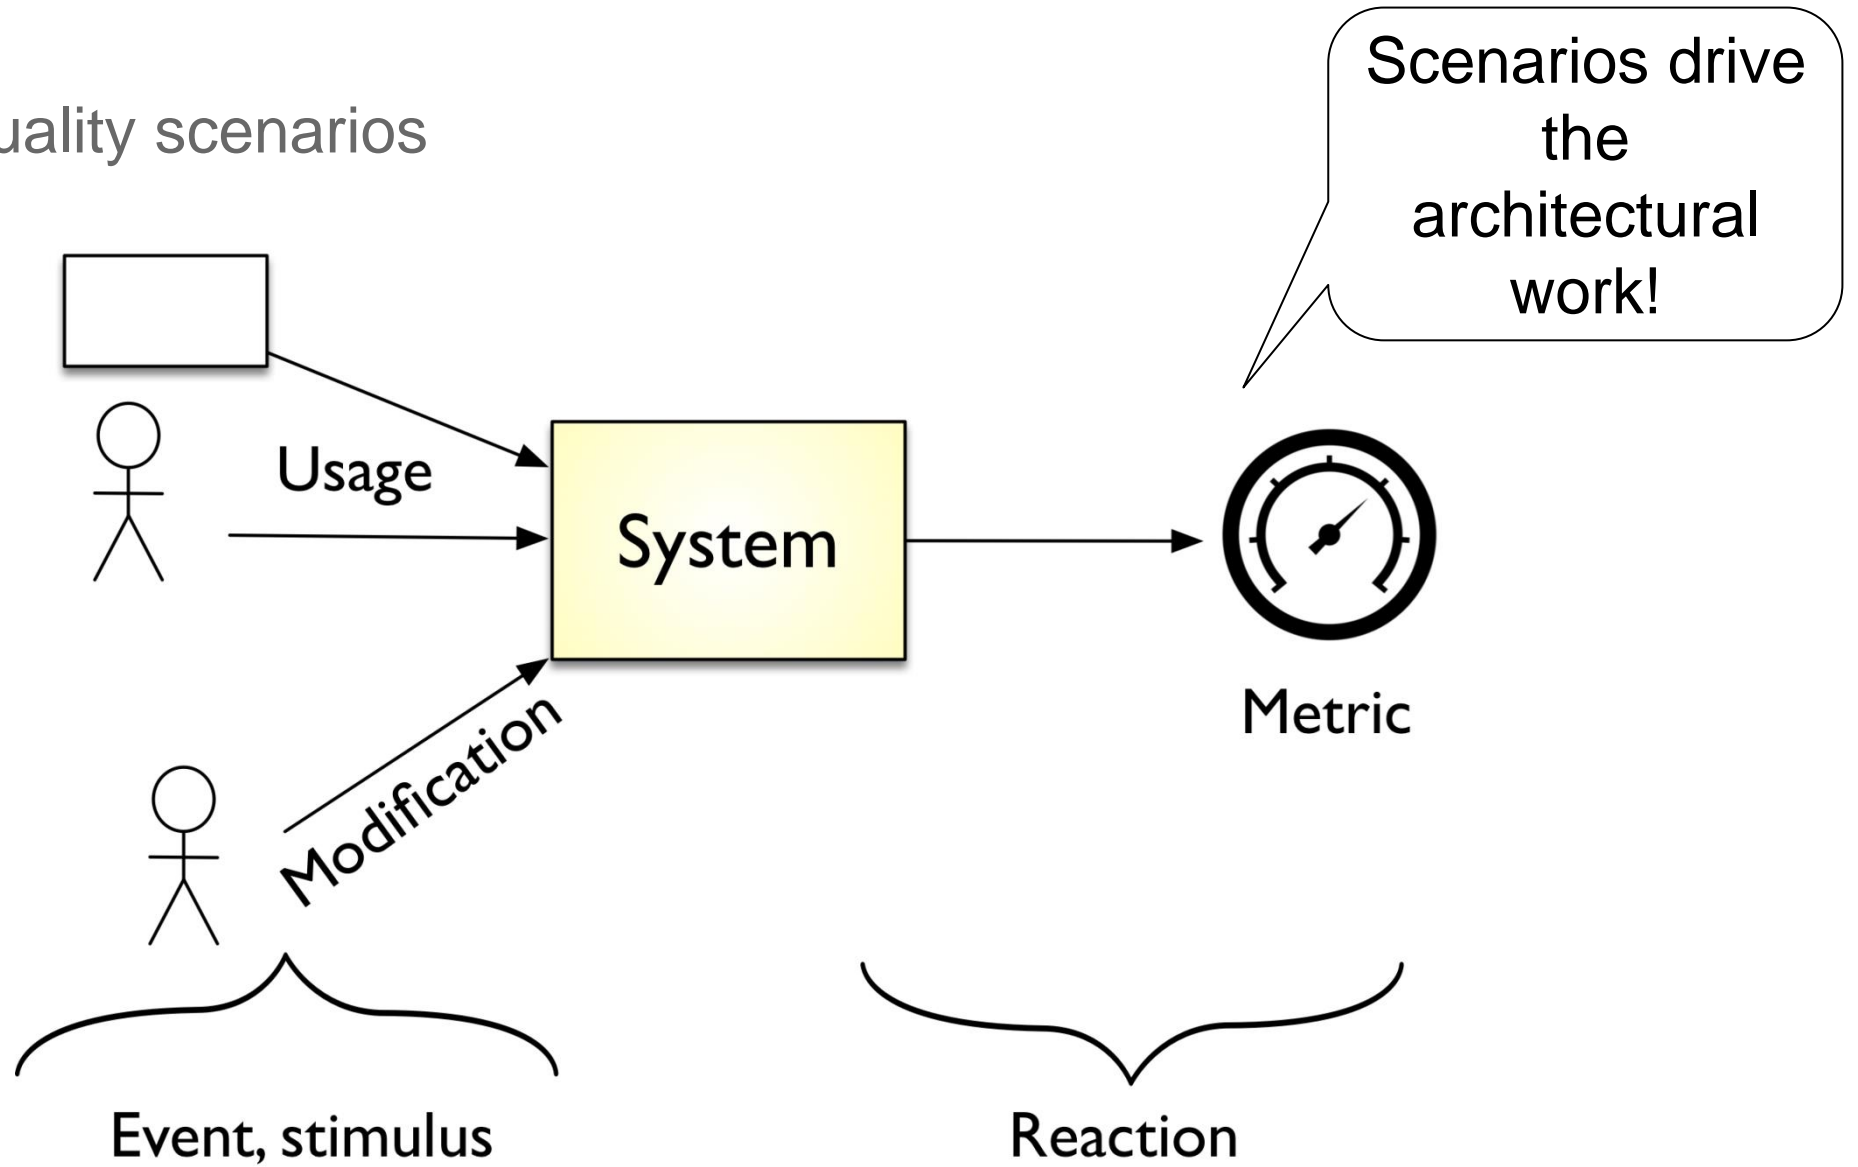 uality scenarios
Scenarios drive
the
architectural
work!
Usage
System
Modification
Metric
Event, stimulus
Reaction